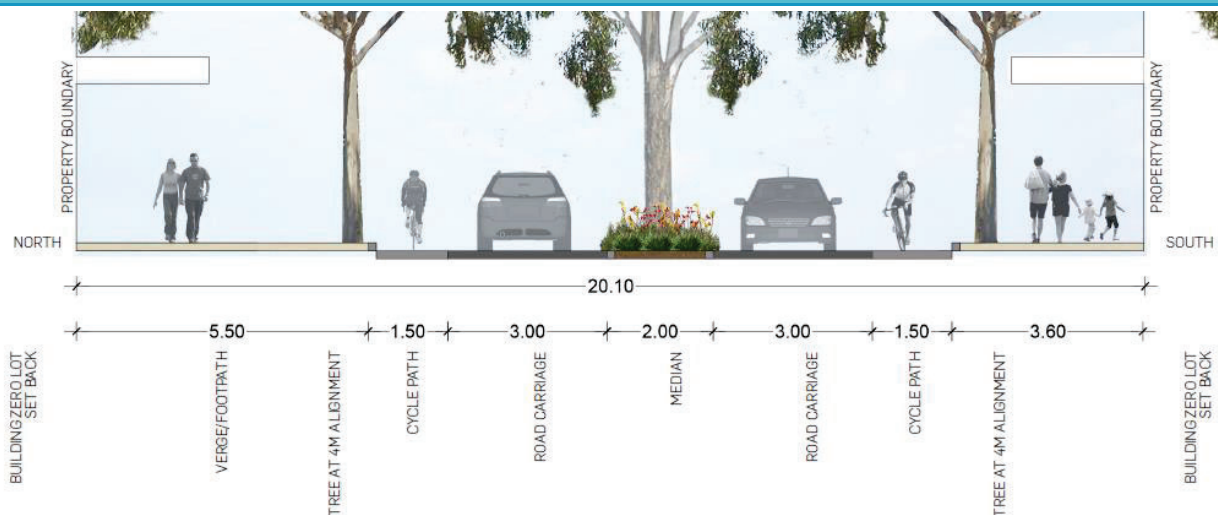 PROPERTY BOUNDARY
PROPERTY BOUNDARY
NORTH
SOUTH
20.10
5.50
1.50
3.00
2.00
3.00
1.50
3.60
BUILDING ZERO LOT
SET BACK
VERGE/FOOTPATH
TREE AT 4M ALIGNMENT
CYCLE PATH
ROAD CARRIAGE
MEDIAN
ROAD CARRIAGE
CYCLE PATH
TREE AT 4M ALIGNMENT
BUILDING ZERO LOT
SET BACK